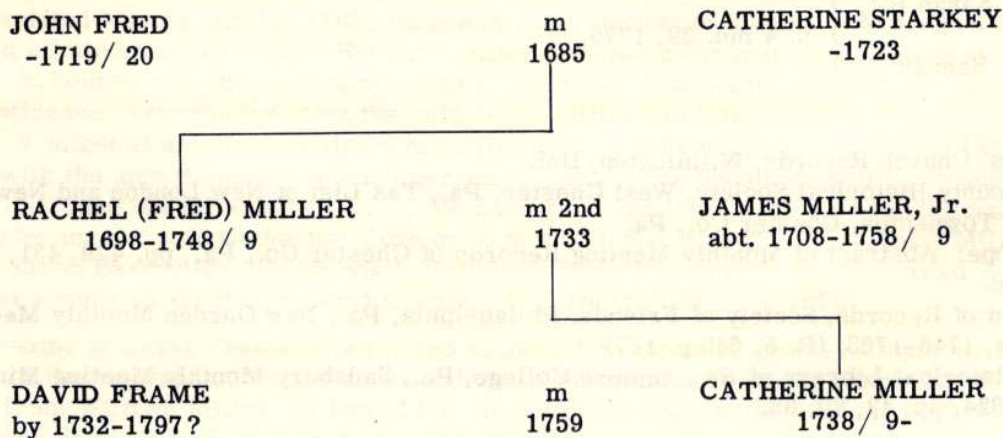 JOHN FRED m CATHERINE STARKEY
-1719/ 20 1685 -1723
RACHEL (FRED) MILLER m 2nd JAMES MILLER, Jr.
1698-1748/ 9 1733 abt. 1708-1758/ 9
DAVID FRAME m CATHERINE MILLER
by 1732-1797? 1759 1738/ 9-